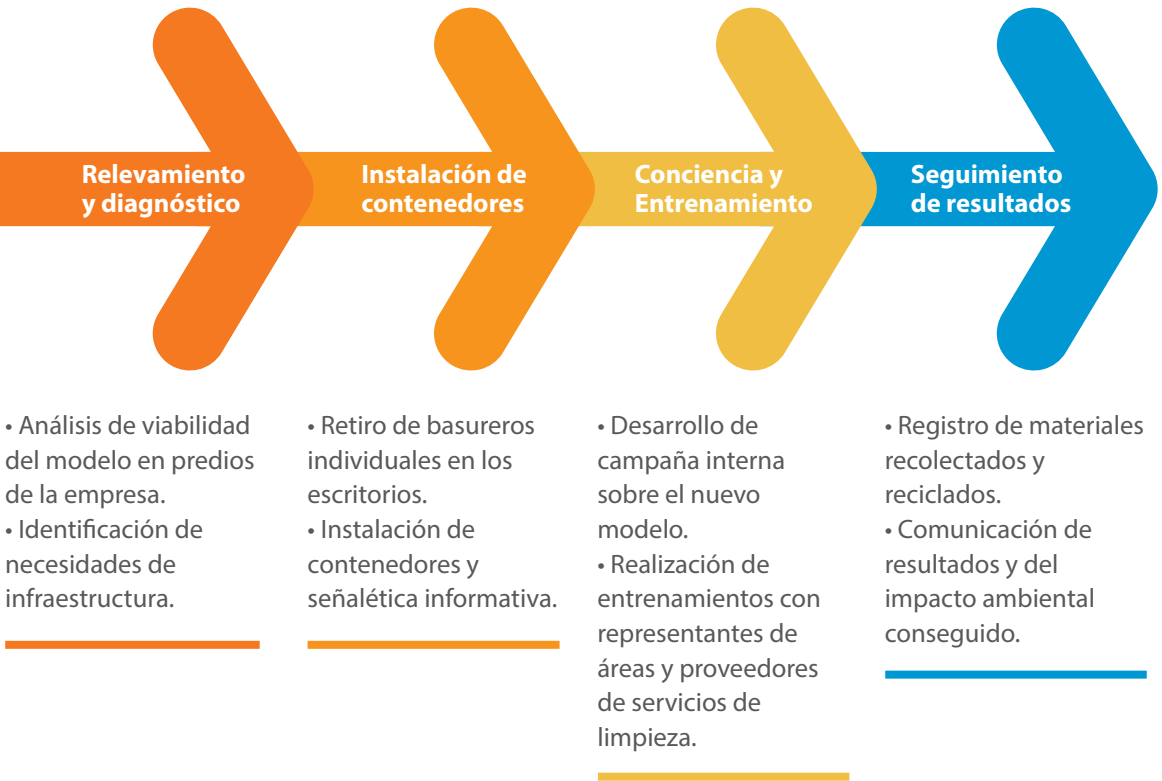 Relevamiento
y diagnóstico
Instalación de
contenedores
Conciencia y
Entrenamiento
Seguimiento
de resultados
• Análisis de viabilidad
del modelo en predios
de la empresa.
• Identificación de
necesidades de
infraestructura.
• Retiro de basureros
individuales en los
escritorios.
• Instalación de
contenedores y
señalética informativa.
• Desarrollo de
campaña interna
sobre el nuevo
modelo.
• Realización de
entrenamientos con
representantes de
áreas y proveedores
de servicios de
limpieza.
• Registro de materiales
recolectados y
reciclados.
• Comunicación de
resultados y del
impacto ambiental
conseguido.